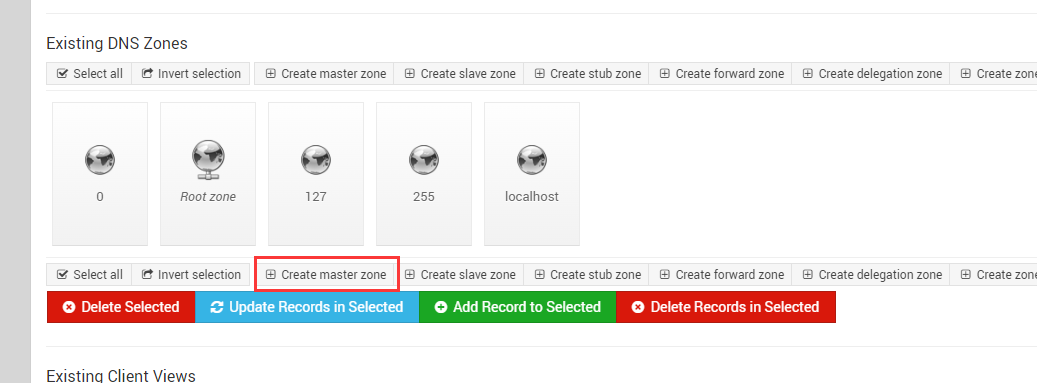 Existing DNS Zones
Select all Invert selection Create master zone Create slave zone Create stub zone Create forward zone Create delegation zone Create zone
0 Root zone 127 255 localhost
Select all Invert selection Create master zone Create slave zone Create stub zone Create forward zone Create delegation zone Create zone
Delete Selected Update Records in Selected Add Record to Selected Delete Records in Selected
Existing Client Views